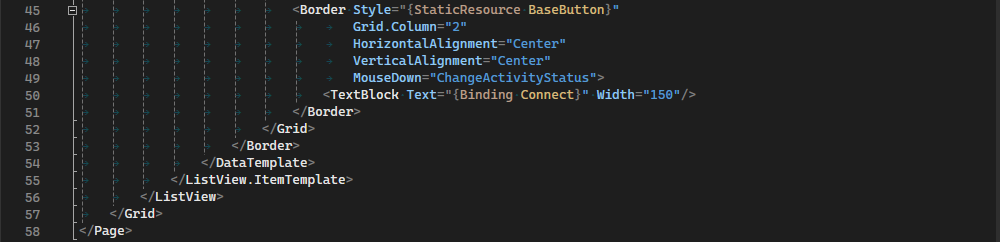 45 <Border Style="{StaticResource BaseButton}"
46 Grid.Column="2"
47 HorizontalAlignment="Center"
48 VerticalAlignment="Center"
49 MouseDown="ChangeActivityStatus">
50 <TextBlock Text="{Binding Connect}" Width="150"/>
51 </Border>
52 </Grid>
53 </Border>
54 </DataTemplate>
55 </ListView.ItemTemplate>
56 </ListView>
57 </Grid>
58 </Page>